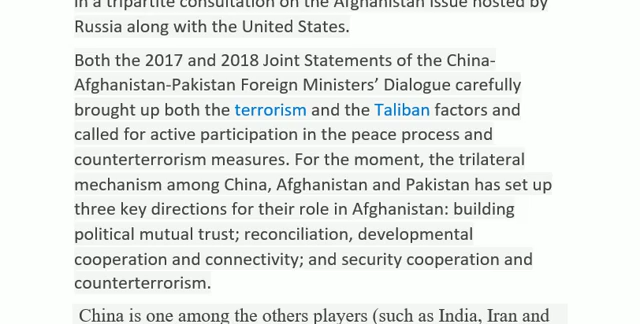 in a tripartite consultation on the Afghanistan issue hosted by
Russia along with the United States.
Both the 2017 and 2018 Joint Statements of the China-
Afghanistan-Pakistan Foreign Ministers’ Dialogue carefully
brought up both the terrorism and the Taliban factors and
called for active participation in the peace process and
counterterrorism measures. For the moment, the trilateral
mechanism among China, Afghanistan and Pakistan has set up
three key directions for their role in Afghanistan: building
political mutual trust; reconciliation, developmental
cooperation and connectivity; and security cooperation and
counterterrorism.
China is one among the others players (such as India, Iran and